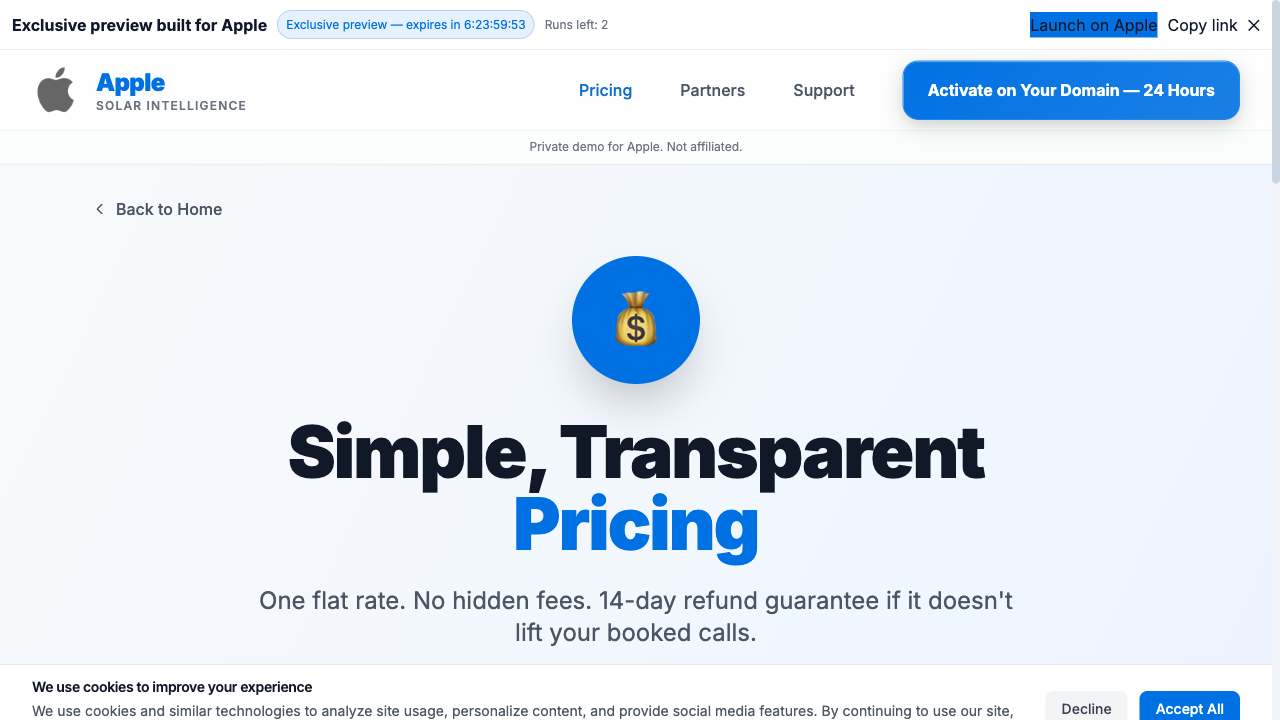 Exclusive preview built for Apple
Exclusive preview — expires in 6:23:59:53
Runs left: 2
Launch on Apple
Copy link
Apple
SOLAR INTELLIGENCE
Pricing
Partners
Support
Activate on Your Domain — 24 Hours
Private demo for Apple. Not affiliated.
Back to Home
Simple, Transparent
Pricing
One flat rate. No hidden fees. 14-day refund guarantee if it doesn't
lift your booked calls.
We use cookies to improve your experience
We use cookies and similar technologies to analyze site usage, personalize content, and provide social media features. By continuing to use our site,
Decline
Accept All